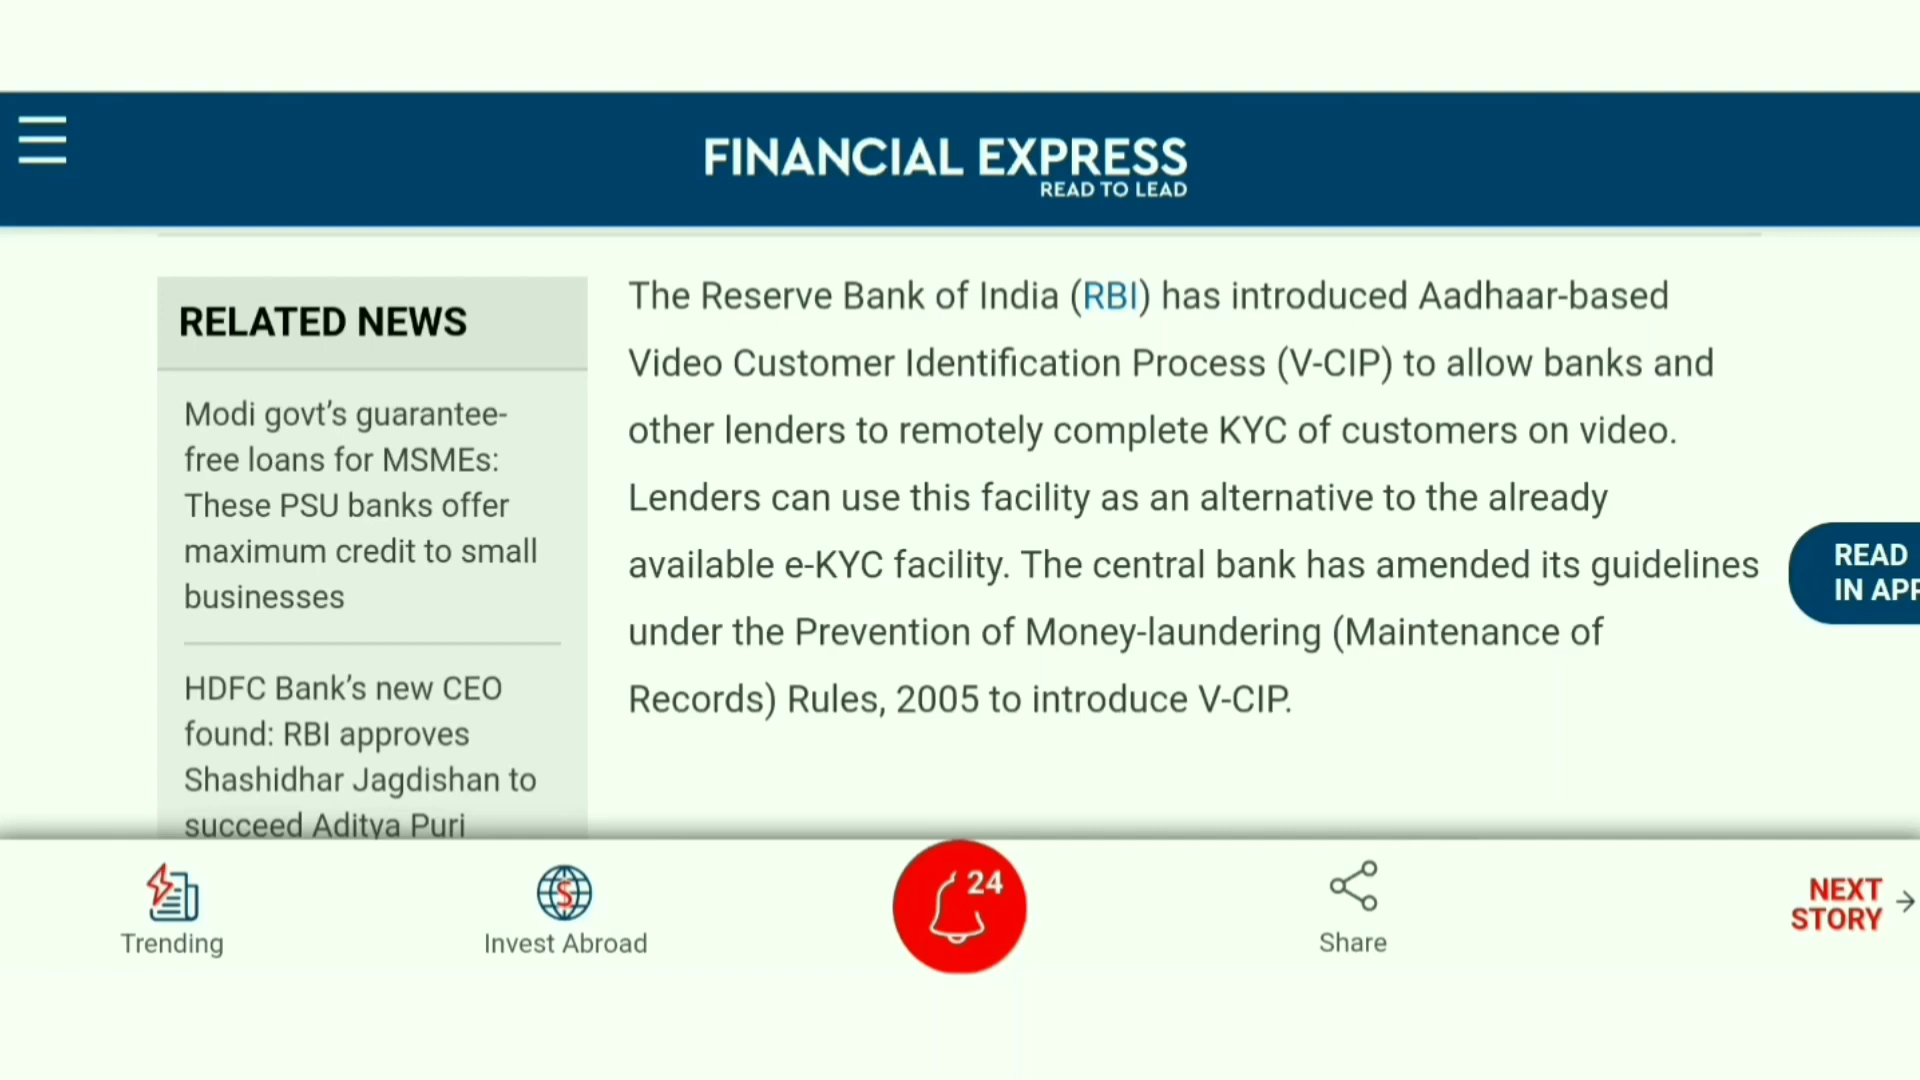 FINANCIAL EXPRESS
READ TO LEAD
RELATED NEWS
Modi govt’s guarantee-
free loans for MSMEs:
These PSU banks offer
maximum credit to small
businesses
HDFC Bank’s new CEO
found: RBI approves
Shashidhar Jagdishan to
succeed Aditya Puri
The Reserve Bank of India (RBI) has introduced Aadhaar-based
Video Customer Identification Process (V-CIP) to allow banks and
other lenders to remotely complete KYC of customers on video.
Lenders can use this facility as an alternative to the already
available e-KYC facility. The central bank has amended its guidelines
under the Prevention of Money-laundering (Maintenance of
Records) Rules, 2005 to introduce V-CIP.
READ
IN APP
Trending
Invest Abroad
24
Share
NEXT
STORY